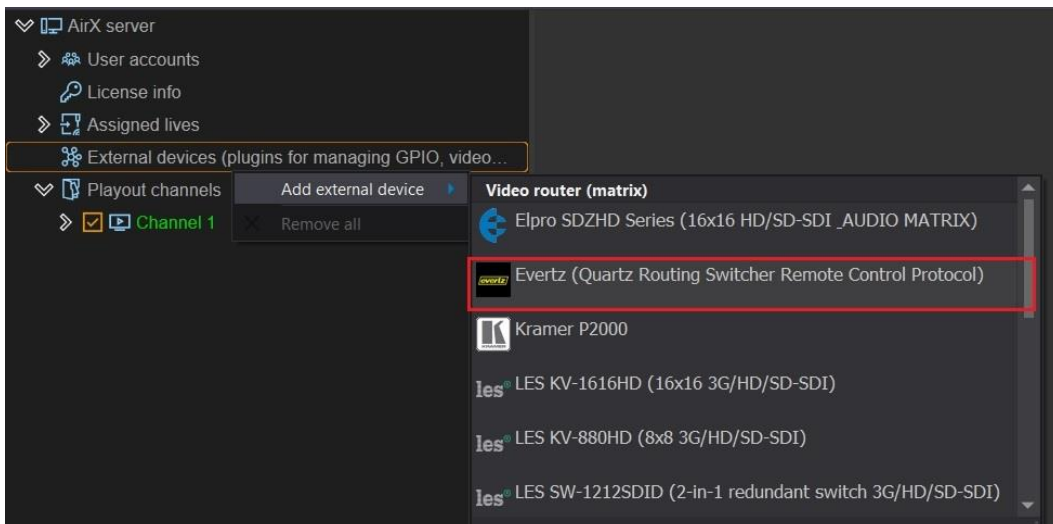 AirX server
User accounts
License info
Assigned lives
External devices (plugins for managing GPIO, video...
Playout channels
Channel 1
Add external device
Remove all
Video router (matrix)
Elpro SDZHD Series (16x16 HD/SD-SDI _AUDIO MATRIX)
evertz Evertz (Quartz Routing Switcher Remote Control Protocol)
K Kramer P2000
les® LES KV-1616HD (16x16 3G/HD/SD-SDI)
les® LES KV-880HD (8x8 3G/HD/SD-SDI)
les® LES SW-1212SDID (2-in-1 redundant switch 3G/HD/SD-SDI)